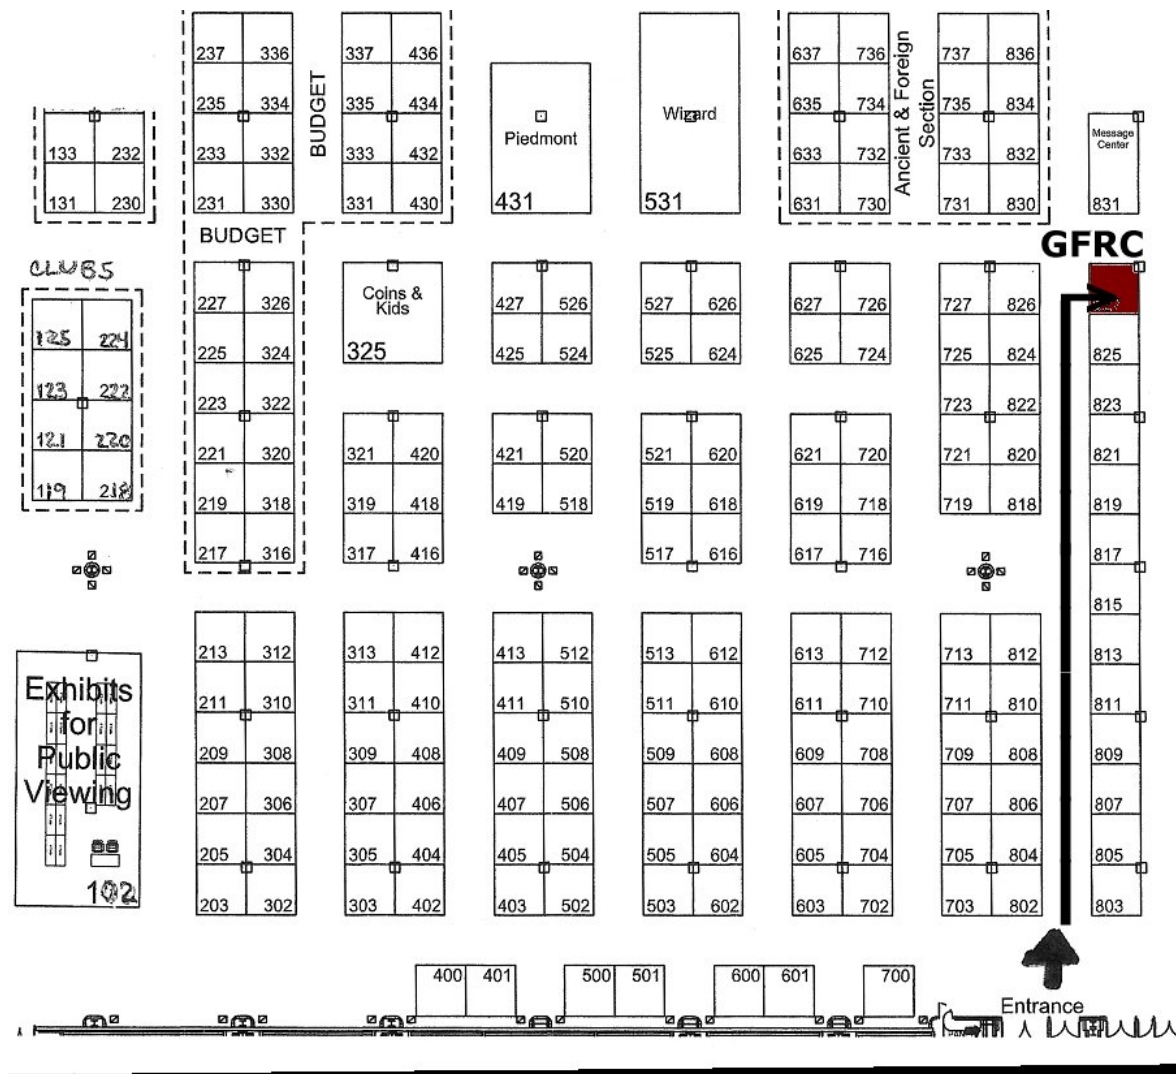 237 336 337 436 637 736 737 836
235 334 335 434 635 734 735 834
BUDGET
Piedmont
Wizard
Ancient & Foreign
Section
Message
Center
133 232 233 332 333 432 633 732 733 832
131 230 231 330 331 430 431 531 631 730 731 830 831
BUDGET
GFRC
CLUBS
227 326 Coins & 427 526 527 626 627 726 727 826
Kids
125 224 225 324 325 425 524 525 624 625 724 725 824 825
123 222 223 322 723 822 823
121 220 221 320 321 420 421 520 521 620 621 720 721 820 821
119 218 219 318 319 418 419 518 519 618 619 718 719 818 819
217 316 317 416 517 616 617 716 817
815
213 312 313 412 413 512 513 612 613 712 713 812 813
Exhibits
for
Public
Viewing
211 310 311 410 411 510 511 610 611 710 711 810 811
209 308 309 408 409 508 509 608 609 708 709 808 809
207 306 307 406 407 506 507 606 607 706 707 806 807
205 304 305 404 405 504 505 604 605 704 705 804 805
102
203 302 303 402 403 502 503 602 603 702 703 802 803
400 401 500 501 600 601 700
Entrance